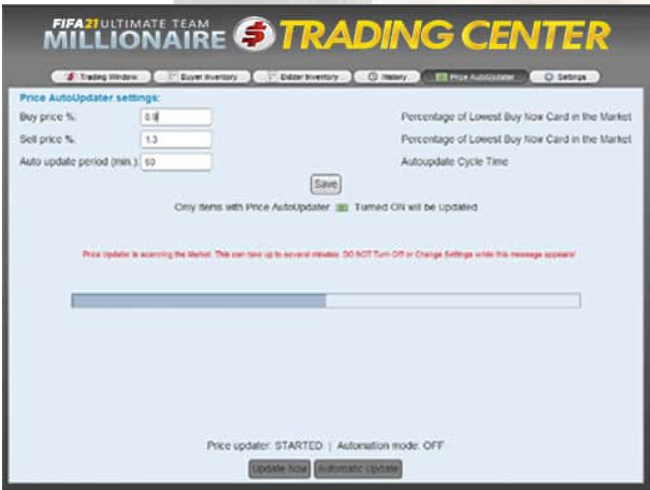 FIFA21 ULTIMATE TEAM
MILLIONAIRE $ TRADING CENTER
Trading Window Buyer Inventory Bidder Inventory History Price AutoUpdater Settings
Price AutoUpdater settings:
Buy price %: 0.9 Percentage of Lowest Buy Now Card in the Market
Sell price %: 1.3 Percentage of Lowest Buy Now Card in the Market
Auto update period (min.): 60 Autoupdate Cycle Time
Save
Only items with Price AutoUpdater Turned ON will be Updated
Price Updater is scanning the Market. This can take up to several minutes. DO NOT Turn Off or Change Settings while this message appears!
Price updater: STARTED | Automation mode: OFF
Update Now Automatic Update